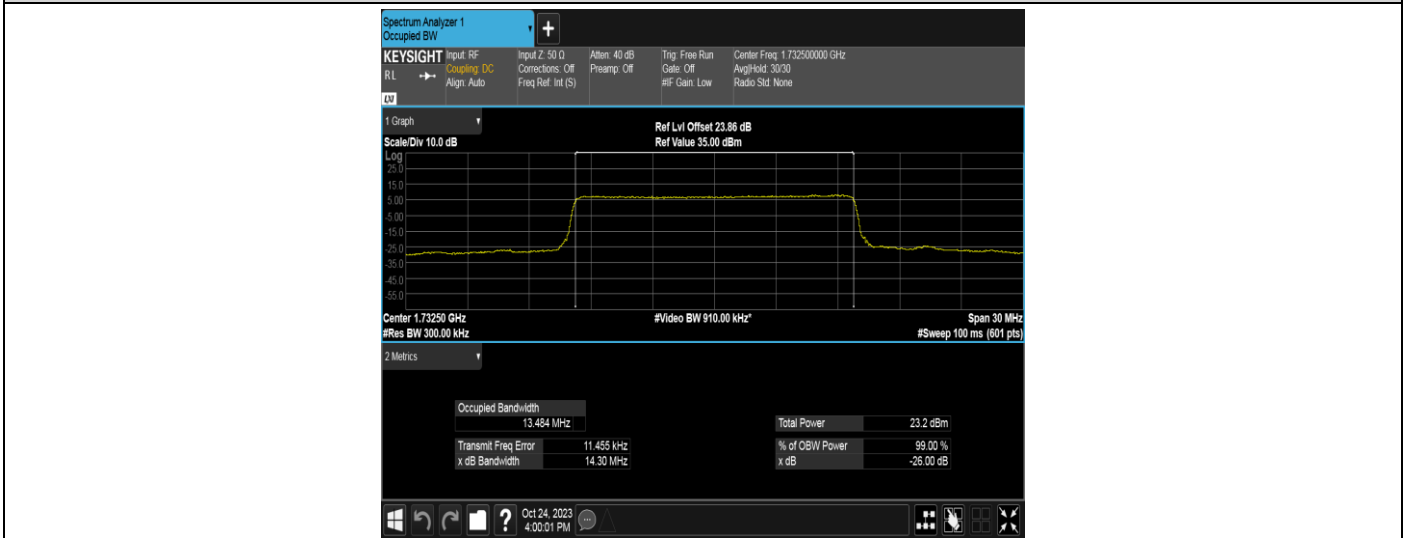 Spectrum Analyzer 1
Occupied BW
+
KEYSIGHT Input: RF Input Z: 50 Ω Atten: 40 dB Trig: Free Run Center Freq: 1.732500000 GHz
RL Coupling: DC Corrections: Off Preamp: Off Gate: Off Avg|Hold: 30/30
Align: Auto Freq Ref: Int (S) #IF Gain: Low Radio Std: None
LXI
1 Graph
Ref Lvl Offset 23.86 dB
Scale/Div 10.0 dB Ref Value 35.00 dBm
Log
25.0
15.0
5.00
-5.00
-15.0
-25.0
-35.0
-45.0
-55.0
Center 1.73250 GHz #Video BW 910.00 kHz* Span 30 MHz
#Res BW 300.00 kHz #Sweep 100 ms (601 pts)
2 Metrics
Occupied Bandwidth
13.484 MHz Total Power 23.2 dBm
Transmit Freq Error 11.455 kHz % of OBW Power 99.00 %
x dB Bandwidth 14.30 MHz x dB -26.00 dB
? Oct 24, 2023
4:00:01 PM